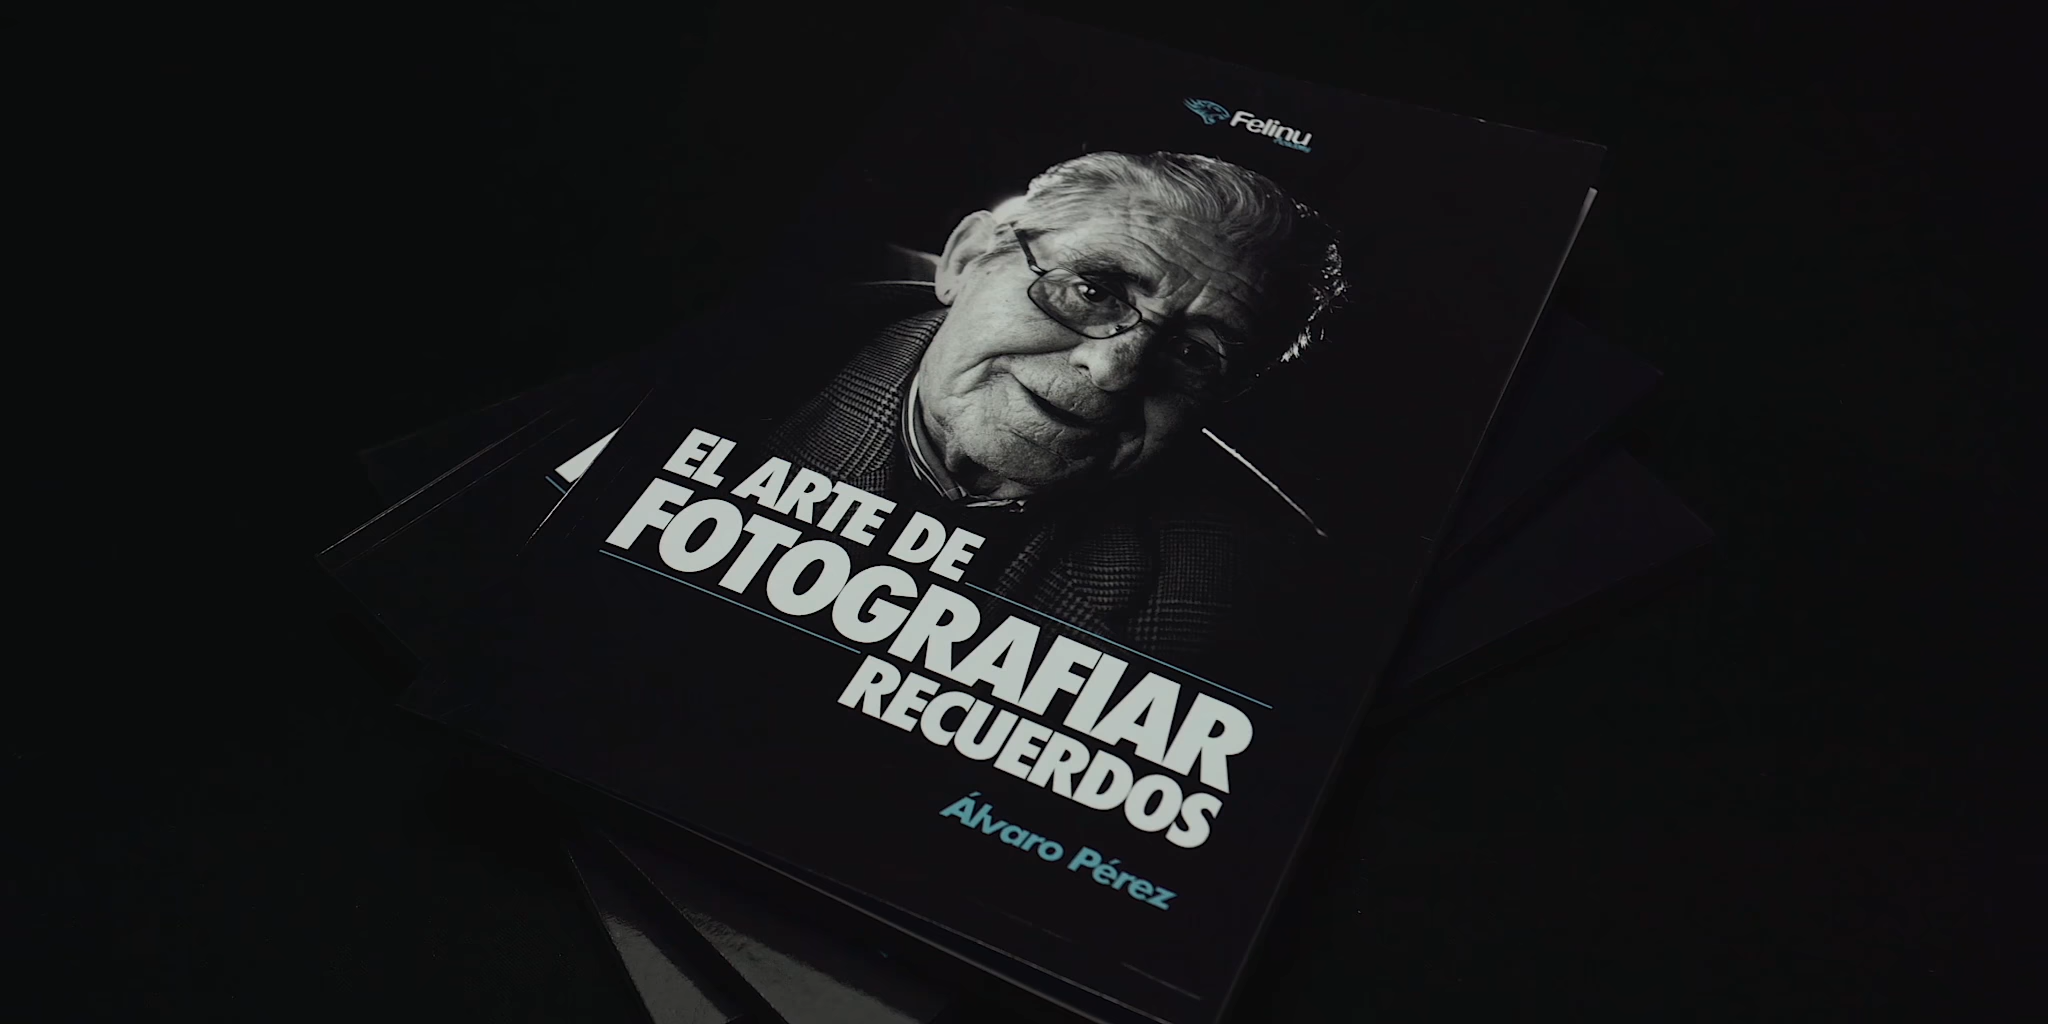 Felinu
EL ARTE DE
FOTOGRAFIAR
RECUERDOS
Álvaro Pérez